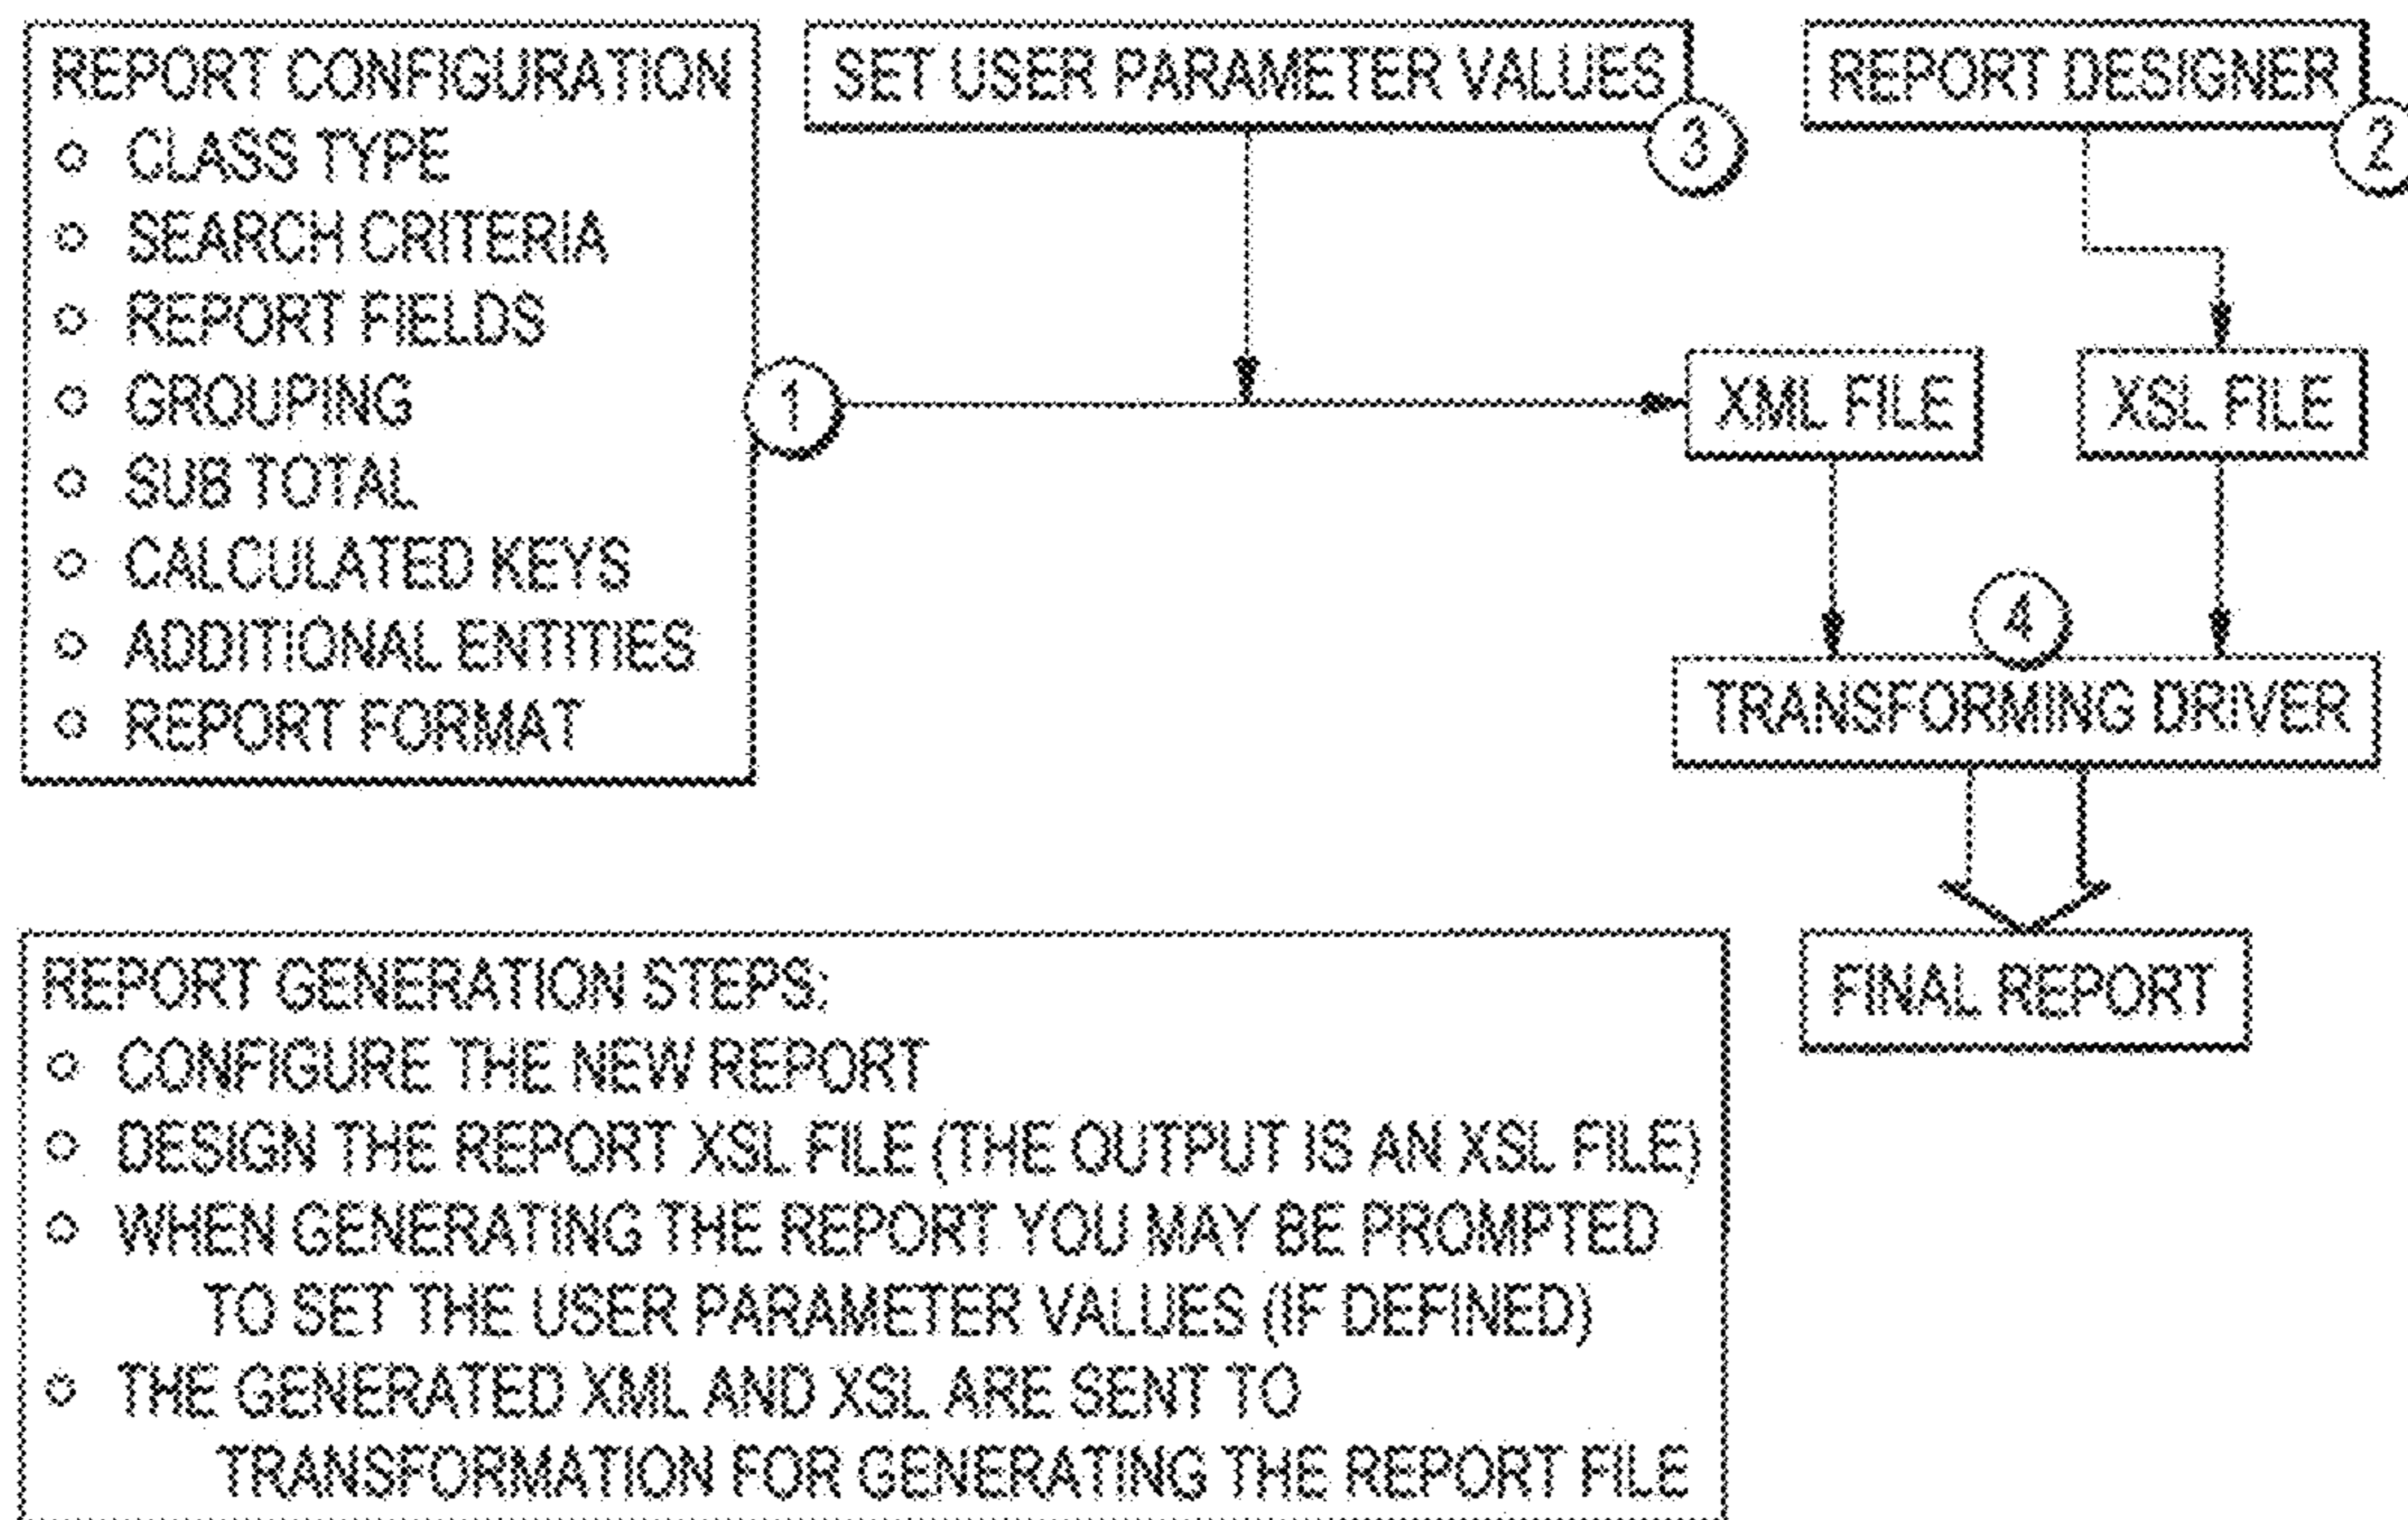 REPORT CONFIGURATION
○ CLASS TYPE
○ SEARCH CRITERIA
○ REPORT FIELDS
○ GROUPING
○ SUB TOTAL
○ CALCULATED KEYS
○ ADDITIONAL ENTITIES
○ REPORT FORMAT
1
SET USER PARAMETER VALUES
3
REPORT DESIGNER
2
XML FILE
XSL FILE
4
TRANSFORMING DRIVER
FINAL REPORT
REPORT GENERATION STEPS:
○ CONFIGURE THE NEW REPORT
○ DESIGN THE REPORT XSL FILE (THE OUTPUT IS AN XSL FILE)
○ WHEN GENERATING THE REPORT YOU MAY BE PROMPTED
TO SET THE USER PARAMETER VALUES (IF DEFINED)
○ THE GENERATED XML AND XSL ARE SENT TO
TRANSFORMATION FOR GENERATING THE REPORT FILE